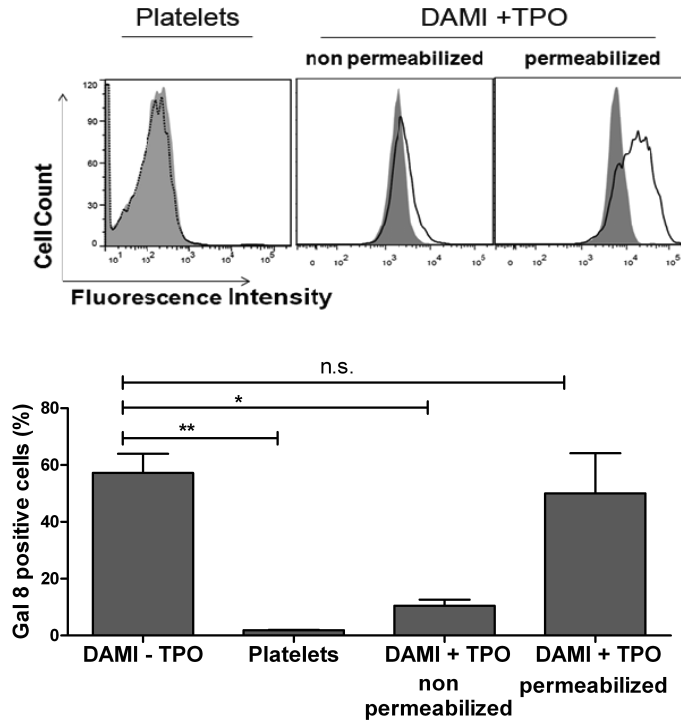 Platelets
DAMI +TPO
non permeabilized
permeabilized
120
90
60
30
0
Cell Count
10¹ 10² 10³ 10⁴ 10⁵
0 10² 10³ 10⁴ 10⁵
0 10² 10³ 10⁴ 10⁵
Fluorescence Intensity
n.s.
*
**
80
60
40
20
0
Gal 8 positive cells (%)
DAMI - TPO
Platelets
DAMI + TPO
non
permeabilized
DAMI + TPO
permeabilized